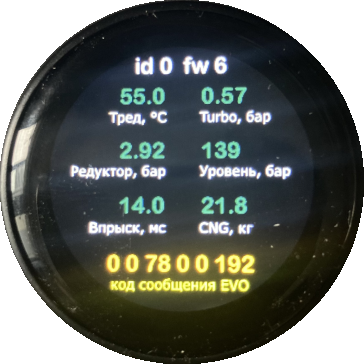 id 0 fw 6
55.0 0.57
Тред, °C Turbo, бар
2.92 139
Редуктор, бар Уровень, бар
14.0 21.8
Впрыск, мс CNG, кг
0 0 78 0 0 192
код сообщения EVO